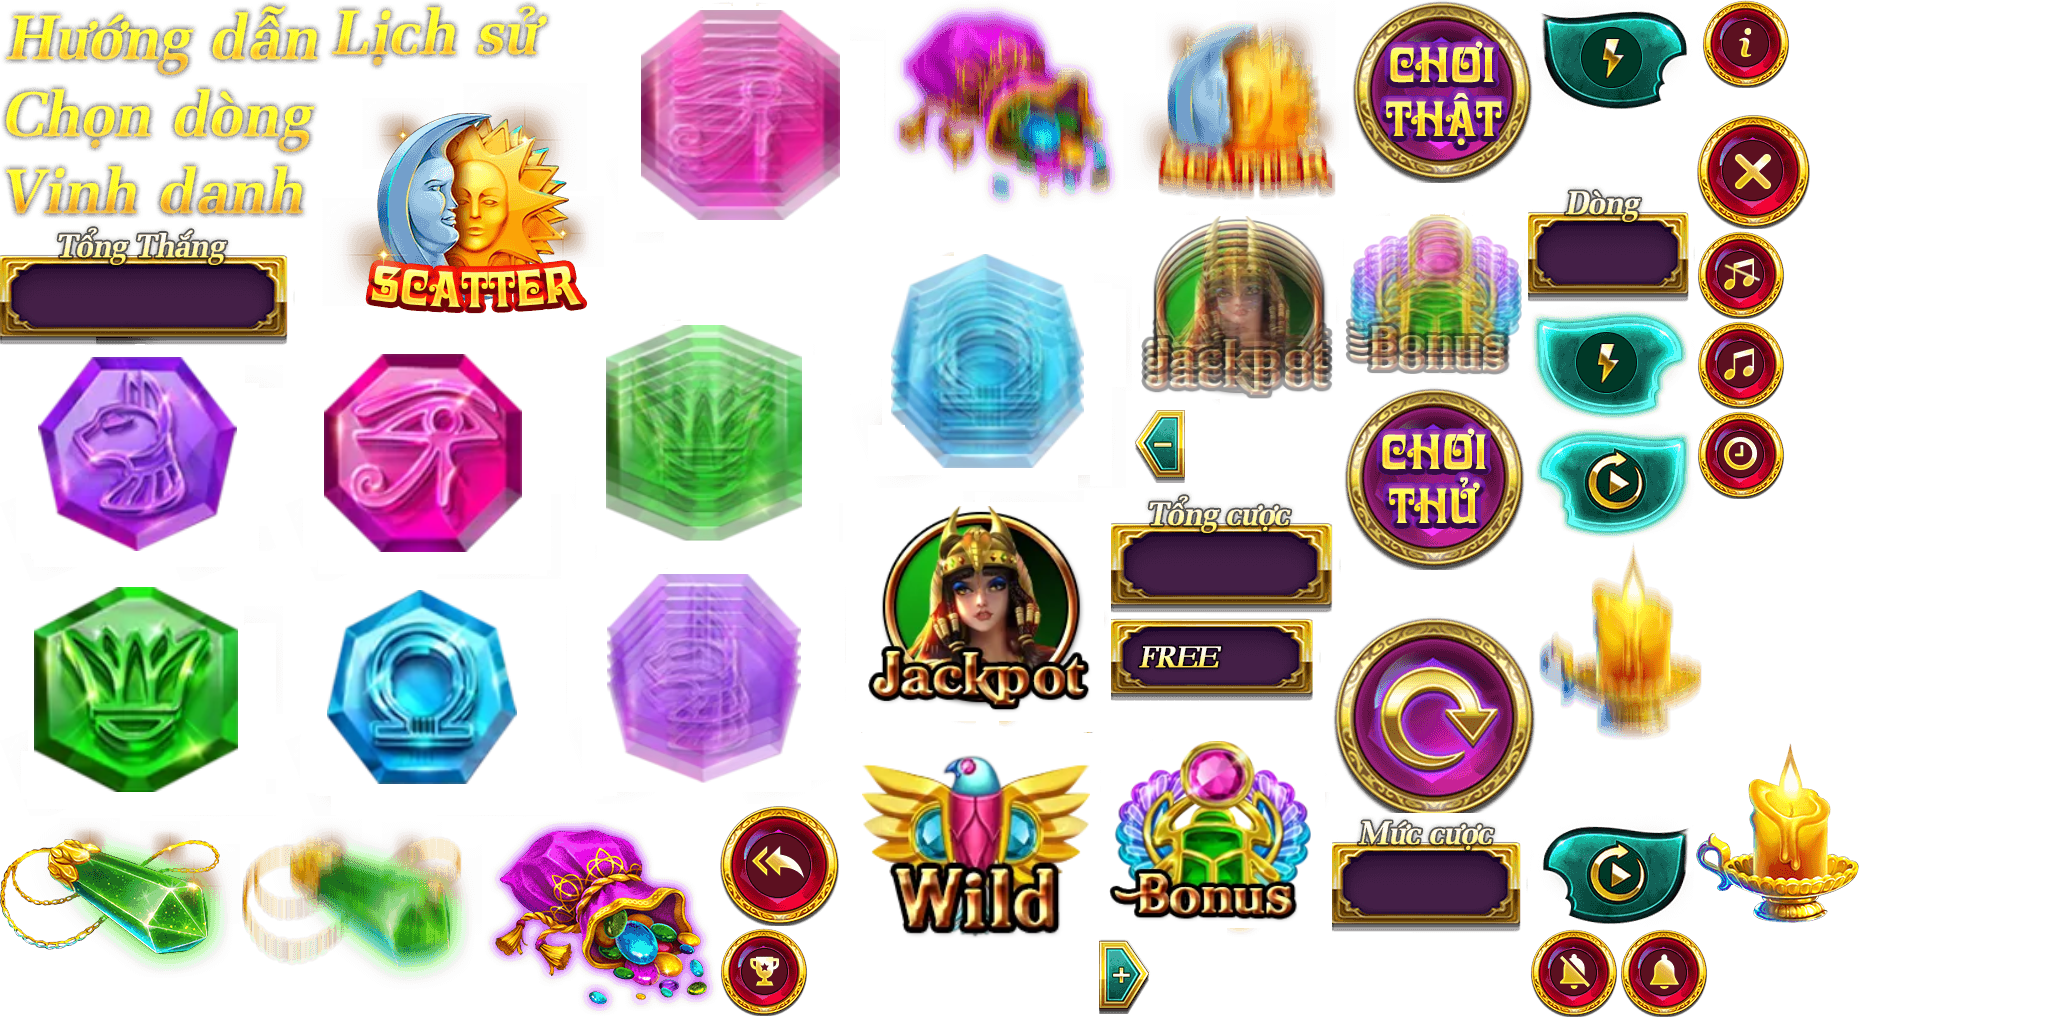 Hướng dẫn
Lịch sử
Chọn dòng
Vinh danh
Tổng Thắng
SCATTER
SCATTER
CHƠI
THẬT
Dòng
Jackpot
Bonus
CHƠI
THỬ
Tổng cược
FREE
Jackpot
Wild
Bonus
Mức cược